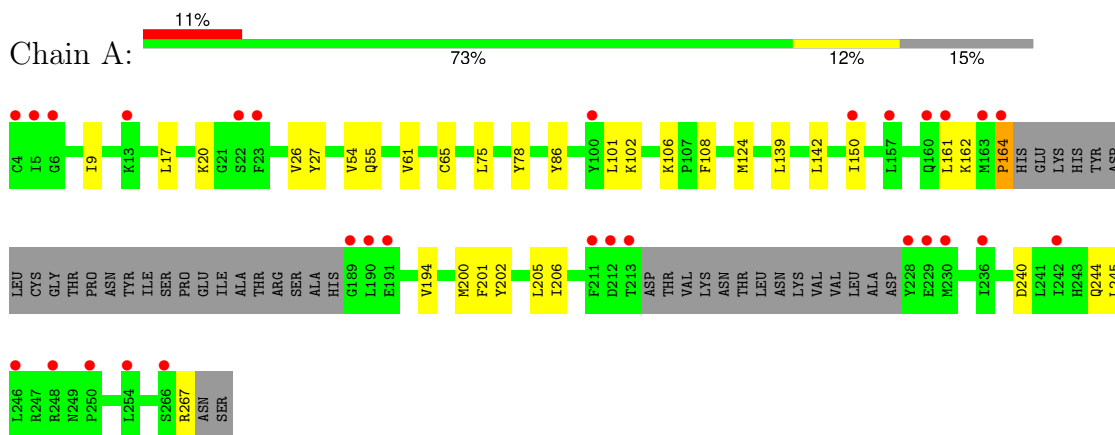 11%
Chain A:
73% 12% 15%
C4 I5 G6 I9 K13 L17 K20 G21 S22 F23 V26 Y27 V54 Q55 V61 C65 L75 Y78 Y86 Y100 L101 K102 K106 P107 F108 M124 L139 L142 I150 L157 Q160 L161 K162 M163 P164 HIS GLU LYS HIS TYR ASP
LEU CYS GLY THR PRO ASN TYR ILE SER PRO GLU ILE ALA THR ARG SER ALA HIS G189 L190 E191 V194 M200 F201 Y202 L205 I206 F211 D212 T213 ASP THR VAL LYS ASN THR LEU ASN LYS VAL VAL LEU ALA ASP Y228 E229 M230 I236 D240 L241 I242 H243 Q244 L245
L246 R247 R248 N249 P250 L254 S266 R267 ASN SER